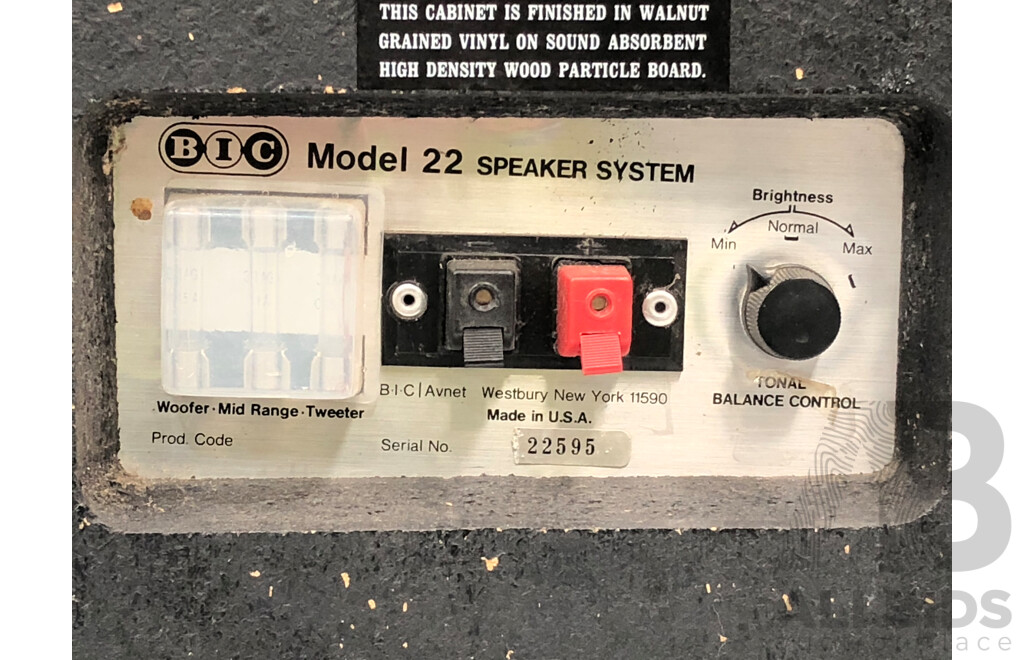 THIS CABINET IS FINISHED IN WALNUT
GRAINED VINYL ON SOUND ABSORBENT
HIGH DENSITY WOOD PARTICLE BOARD.
BIC Model 22 SPEAKER SYSTEM
Brightness
Normal
Min Max
TONAL
BALANCE CONTROL
B·I·C | Avnet Westbury New York 11590
Woofer · Mid Range · Tweeter
Made in U.S.A.
Prod. Code
Serial No. 22595
B
ALLBIDS